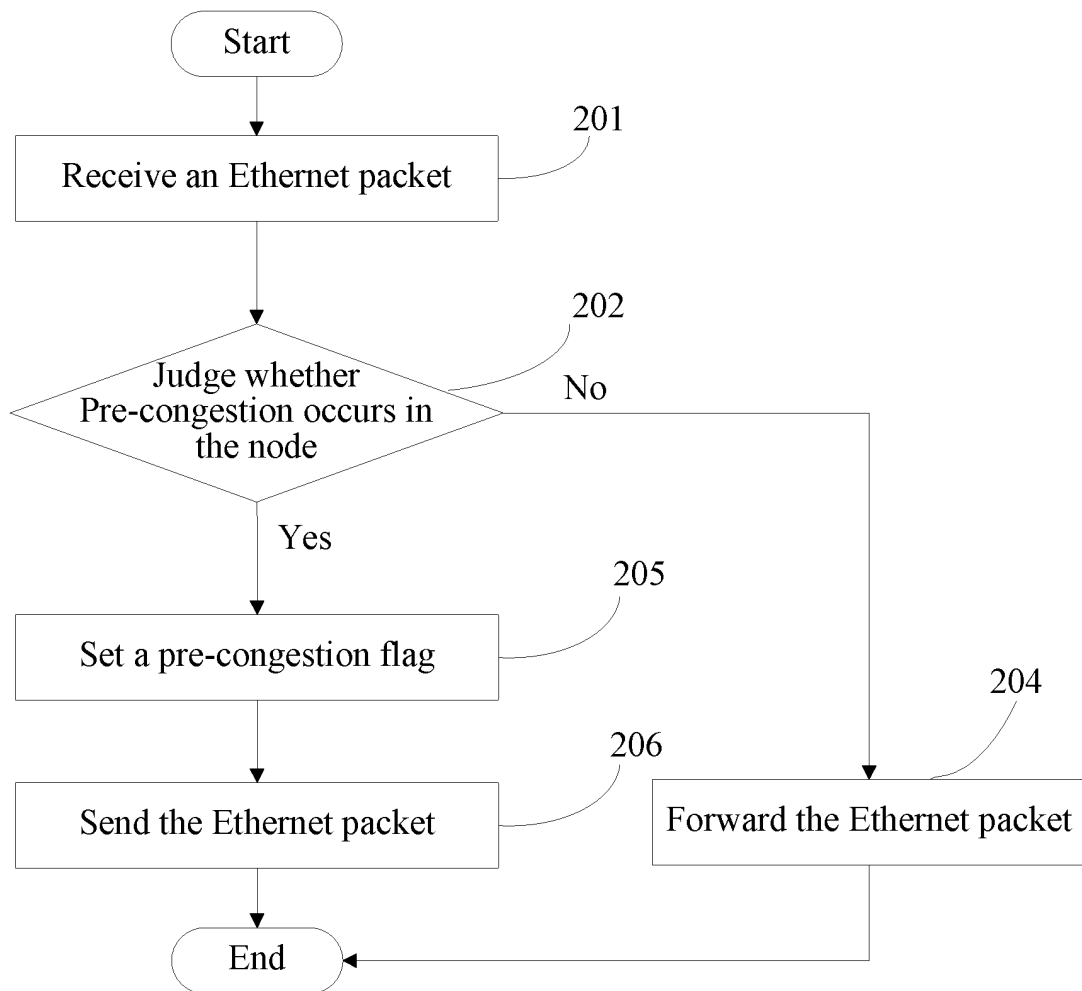 Start
201
Receive an Ethernet packet
202
Judge whether
Pre-congestion occurs in
the node
No
Yes
205
Set a pre-congestion flag
204
206
Send the Ethernet packet
Forward the Ethernet packet
End